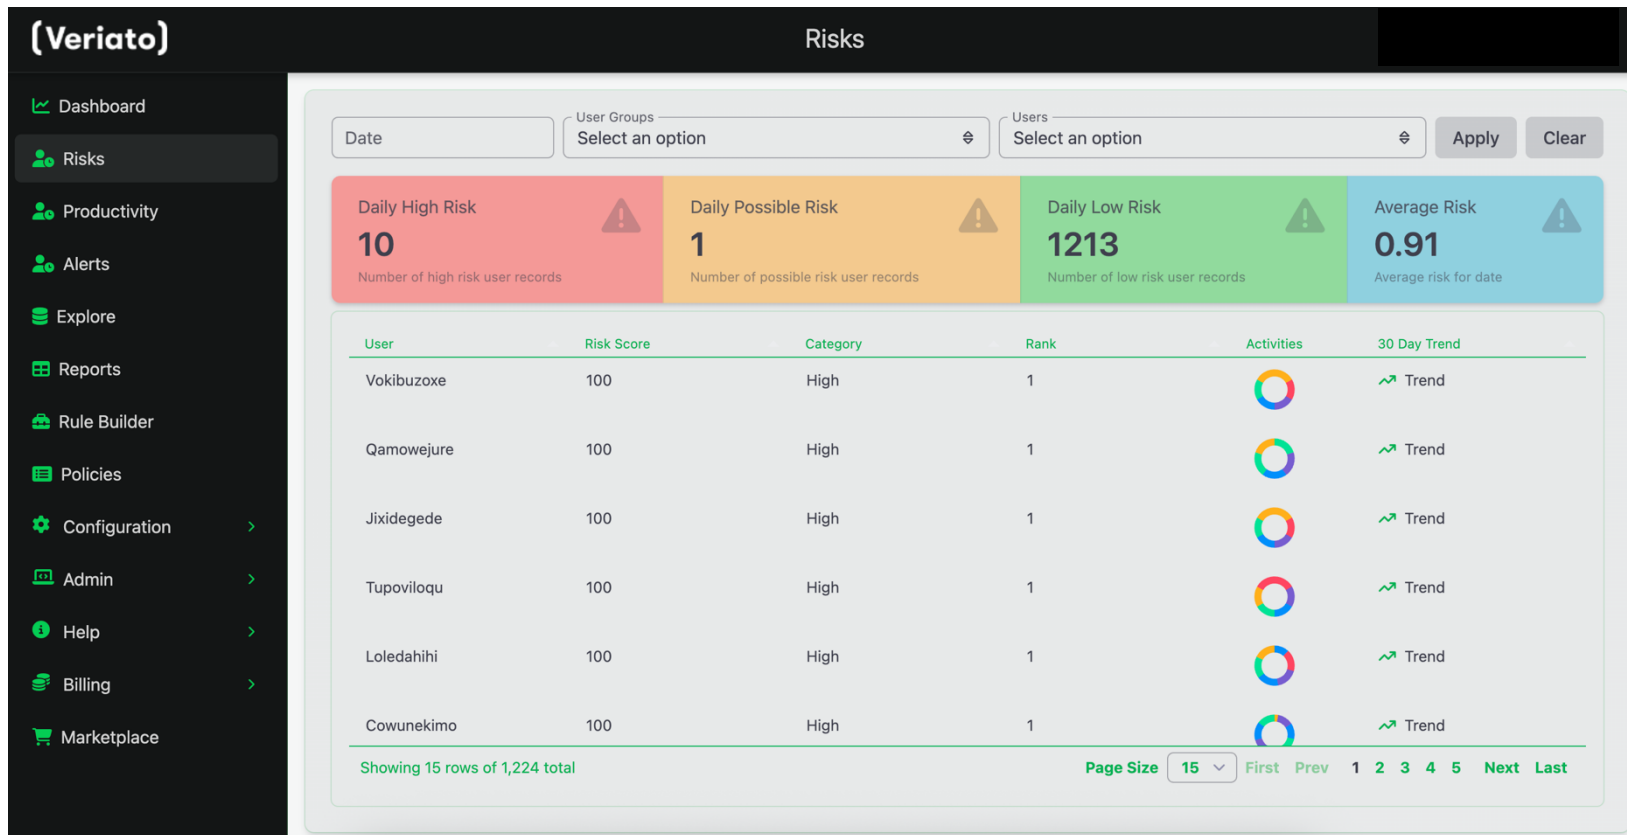 (Veriato)
Risks
Dashboard
Risks
Productivity
Alerts
Explore
Reports
Rule Builder
Policies
Configuration
Admin
Help
Billing
Marketplace
Date
User Groups
Select an option
Users
Select an option
Apply
Clear
Daily High Risk
10
Number of high risk user records
Daily Possible Risk
1
Number of possible risk user records
Daily Low Risk
1213
Number of low risk user records
Average Risk
0.91
Average risk for date
User Risk Score Category Rank Activities 30 Day Trend
Vokibuzoxe 100 High 1 Trend
Qamowejure 100 High 1 Trend
Jixidegede 100 High 1 Trend
Tupoviloqu 100 High 1 Trend
Loledahihi 100 High 1 Trend
Cowunekimo 100 High 1 Trend
Showing 15 rows of 1,224 total
Page Size 15 First Prev 1 2 3 4 5 Next Last